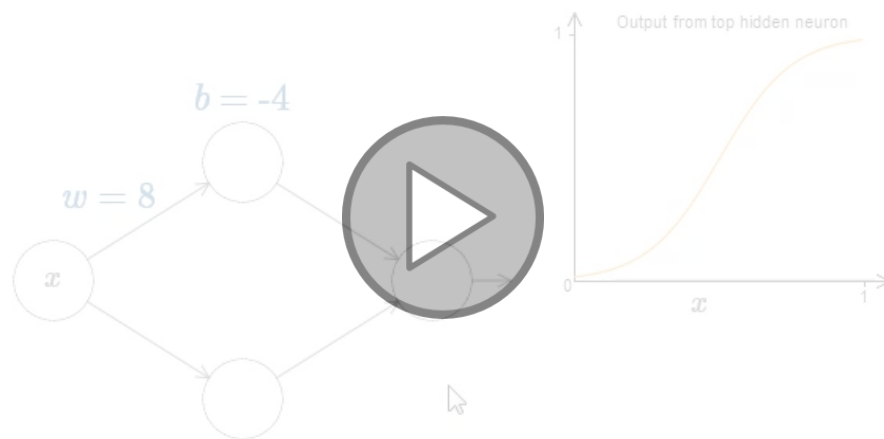 Output from top hidden neuron
1
b = -4
w = 8
x
0
x
1